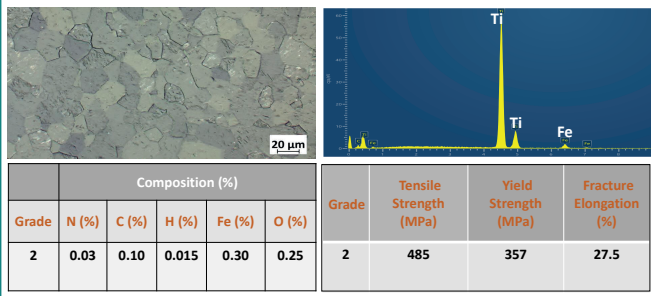 20 µm
Ti
Ti
Fe
Composition (%)
Grade N (%) C (%) H (%) Fe (%) O (%)
2 0.03 0.10 0.015 0.30 0.25
Grade Tensile Strength (MPa) Yield Strength (MPa) Fracture Elongation (%)
2 485 357 27.5